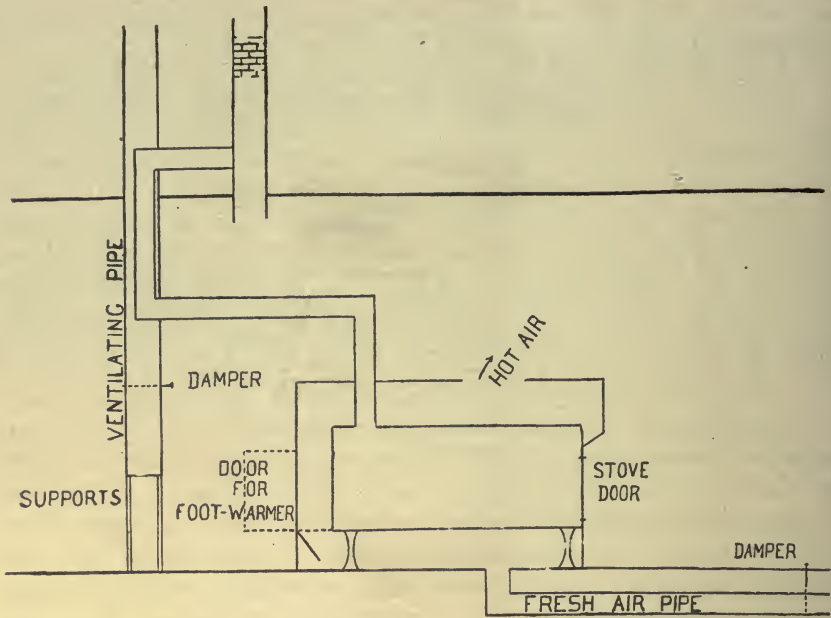 VENTILATING PIPE
HOT AIR
DAMPER
DOOR
FOR
FOOT-WARMER
STOVE
DOOR
SUPPORTS
DAMPER
FRESH AIR PIPE